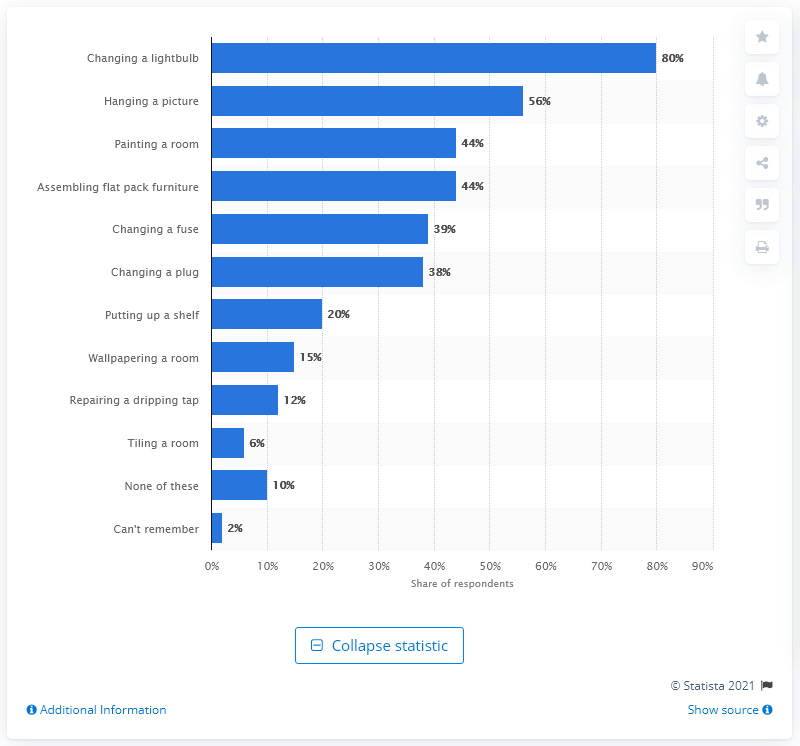 Changing a lightbulb 80%
Hanging a picture 56%
Painting a room 44%
Assembling flat pack furniture 44%
Changing a fuse 39%
Changing a plug 38%
Putting up a shelf 20%
Wallpapering a room 15%
Repairing a dripping tap 12%
Tiling a room 6%
None of these 10%
Can't remember 2%
0% 10% 20% 30% 40% 50% 60% 70% 80% 90%
Share of respondents
Collapse statistic
© Statista 2021
Additional Information Show source